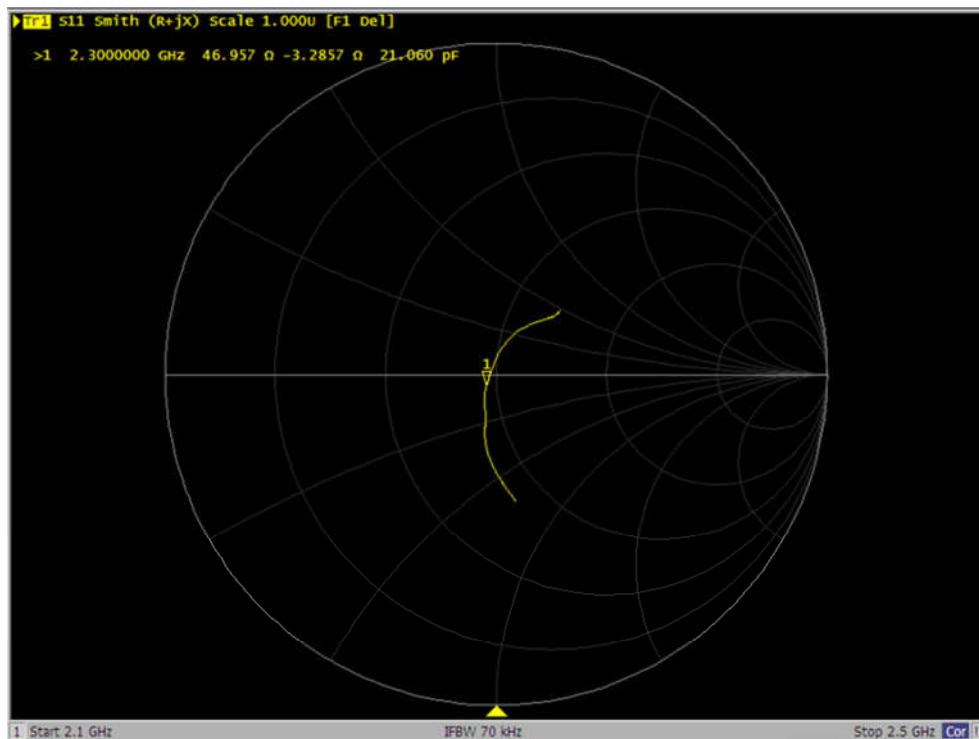 Tr1 S11 Smith (R+jX) Scale 1.000U [F1 Del]
>1 2.3000000 GHz 46.957 Ω -3.2857 Ω 21.060 pF
1
1 Start 2.1 GHz IFBW 70 kHz Stop 2.5 GHz Cor